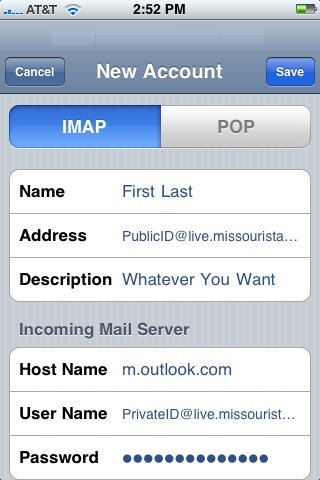 AT&T 2:52 PM
Cancel New Account Save
IMAP POP
Name First Last
Address PublicID@live.missourista...
Description Whatever You Want
Incoming Mail Server
Host Name m.outlook.com
User Name PrivateID@live.missourist...
Password ●●●●●●●●●●●●●●